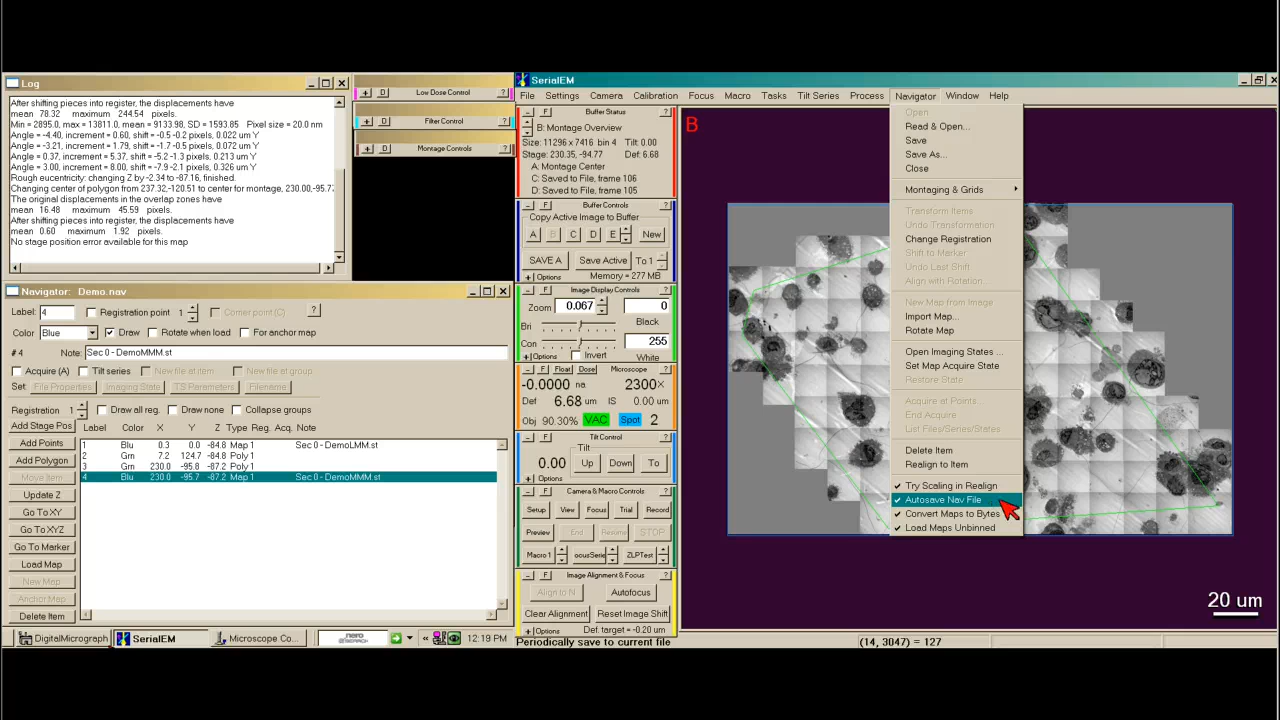 Log
After shifting pieces into register, the displacements have
mean 78.32 maximum 244.54 pixels.
Min = 2895.0, max = 13811.0, mean = 9133.98, SD = 1593.85 Pixel size = 20.0 nm
Angle = -4.40, increment = 0.60, shift = -0.5 -0.2 pixels, 0.022 um Y
Angle = -3.21, increment = 1.79, shift = -1.7 -0.5 pixels, 0.072 um Y
Angle = 0.37, increment = 5.37, shift = -5.2 -1.3 pixels, 0.213 um Y
Angle = 3.00, increment = 8.00, shift = -7.9 -2.1 pixels, 0.326 um Y
Rough eucentricity: changing Z by -2.34 to -87.16, finished.
Changing center of polygon from 237.32,-120.51 to center for montage, 230.00,-95.7
The original displacements in the overlap zones have
mean 16.48 maximum 45.59 pixels.
After shifting pieces into register, the displacements have
mean 0.60 maximum 1.92 pixels.
No stage position error available for this map
+ D Low Dose Control ?
+ D Filter Control ?
+ D Montage Controls ?
Navigator: Demo.nav
Label: 4 Registration point 1 Corner point (C) ?
Color Blue Draw Rotate when load For anchor map
# 4 Note: Sec 0 - DemoMMM.st
Acquire (A) Tilt series New file at item New file at group
Set File Properties Imaging State TS Parameters Filename
Registration 1 Draw all reg. Draw none Collapse groups
Label Color X Y Z Type Reg. Acq. Note
1 Blu 0.3 0.0 -84.8 Map 1 Sec 0 - DemoLMM.st
2 Grn 7.2 124.7 -84.8 Poly 1
3 Grn 230.0 -95.8 -87.2 Poly 1
4 Blu 230.0 -95.7 -87.2 Map 1 Sec 0 - DemoMMM.st
Add Stage Pos
Add Points
Add Polygon
Move Item
Update Z
Go To XY
Go To XYZ
Go To Marker
Load Map
New Map
Anchor Map
Delete Item
DigitalMicrograph SerialEM Microscope Co... nero SEARCH « 12:19 PM
SerialEM
File Settings Camera Calibration Focus Macro Tasks Tilt Series Process Navigator Window Help
- F Buffer Status ?
B: Montage Overview
Size: 11296 x 7416 bin 4
Stage: 230.35, -94.77
Tilt: 0.00
Def: 6.68
A: Montage Center
C: Saved to File, frame 106
D: Saved to File, frame 105
- F Buffer Controls ?
Copy Active Image to Buffer
A B C D E New
SAVE A Save Active To 1
+ Options Memory = 277 MB
- F Image Display Controls ?
Zoom 0.067 0
Bri Black
Con 255
+ Options Invert White
- F Float Dose Microscope ?
-0.0000 na 2300X
Def 6.68 um IS 0.00 um
Obj 90.30% VAC Spot 2
- F Tilt Control ?
Tilt
0.00 Up Down To
+ Options
- F Camera & Macro Controls ?
Setup View Focus Trial Record
Preview End Resume STOP
Macro 1 ocusSerie ZLPTest
- F Image Alignment & Focus ?
Align to N Autofocus
Clear Alignment Reset Image Shift
+ Options Def. target = -0.20 um
Periodically save to current file (14, 3047) = 127
B
Open
Read & Open...
Save
Save As...
Close
Montaging & Grids
Transform Items
Undo Transformation
Change Registration
Shift to Marker
Undo Last Shift
Align with Rotation...
New Map from Image
Import Map...
Rotate Map
Open Imaging States ...
Set Map Acquire State
Restore State
Acquire at Points...
End Acquire
List Files/Series/States
Delete Item
Realign to Item
Try Scaling in Realign
Autosave Nav File
Convert Maps to Bytes
Load Maps Unbinned
20 um